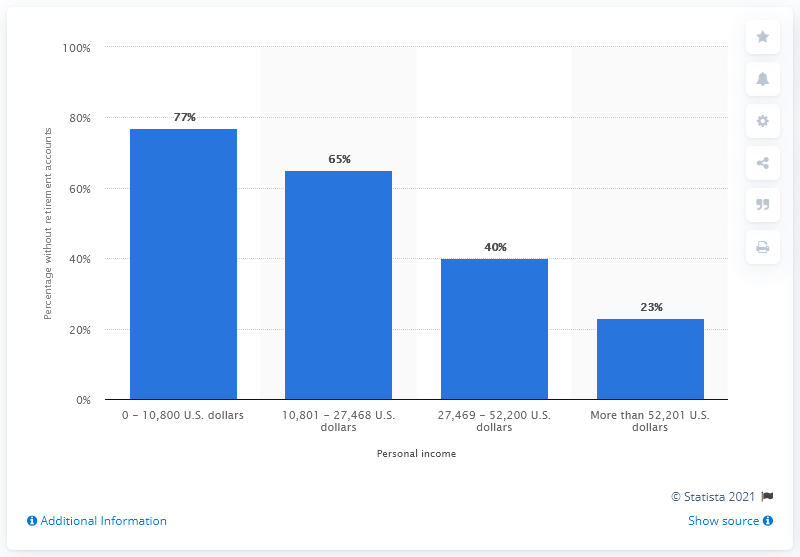 100%
80%
60%
40%
20%
0%
Percentage without retirement accounts
77%
65%
40%
23%
0 – 10,800 U.S. dollars
10,801 – 27,468 U.S.
dollars
27,469 – 52,200 U.S.
dollars
More than 52,201 U.S.
dollars
Personal income
© Statista 2021
Additional Information
Show source